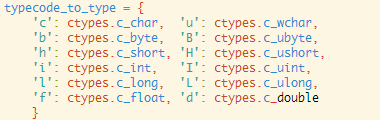 typecode_to_type = {
    'c': ctypes.c_char,  'u': ctypes.c_wchar,
    'b': ctypes.c_byte,  'B': ctypes.c_ubyte,
    'h': ctypes.c_short, 'H': ctypes.c_ushort,
    'i': ctypes.c_int,   'I': ctypes.c_uint,
    'l': ctypes.c_long,  'L': ctypes.c_ulong,
    'f': ctypes.c_float, 'd': ctypes.c_double
    }